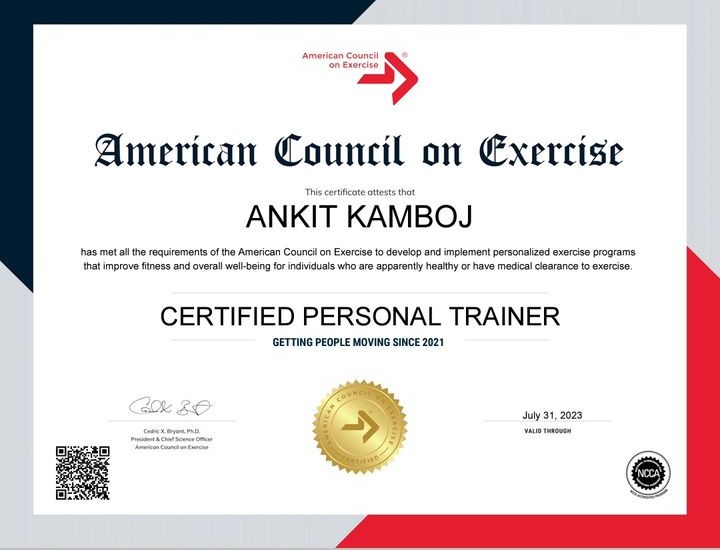 American Council ®
on Exercise
American Council on Exercise
This certificate attests that
ANKIT KAMBOJ
has met all the requirements of the American Council on Exercise to develop and implement personalized exercise programs
that improve fitness and overall well-being for individuals who are apparently healthy or have medical clearance to exercise.
CERTIFIED PERSONAL TRAINER
GETTING PEOPLE MOVING SINCE 2021
AMERICAN COUNCIL ON EXERCISE
CERTIFIED
July 31, 2023
VALID THROUGH
Cedric X. Bryant, Ph.D.
President & Chief Science Officer
American Council on Exercise
NCCA
NCCA ACCREDITED PROGRAM